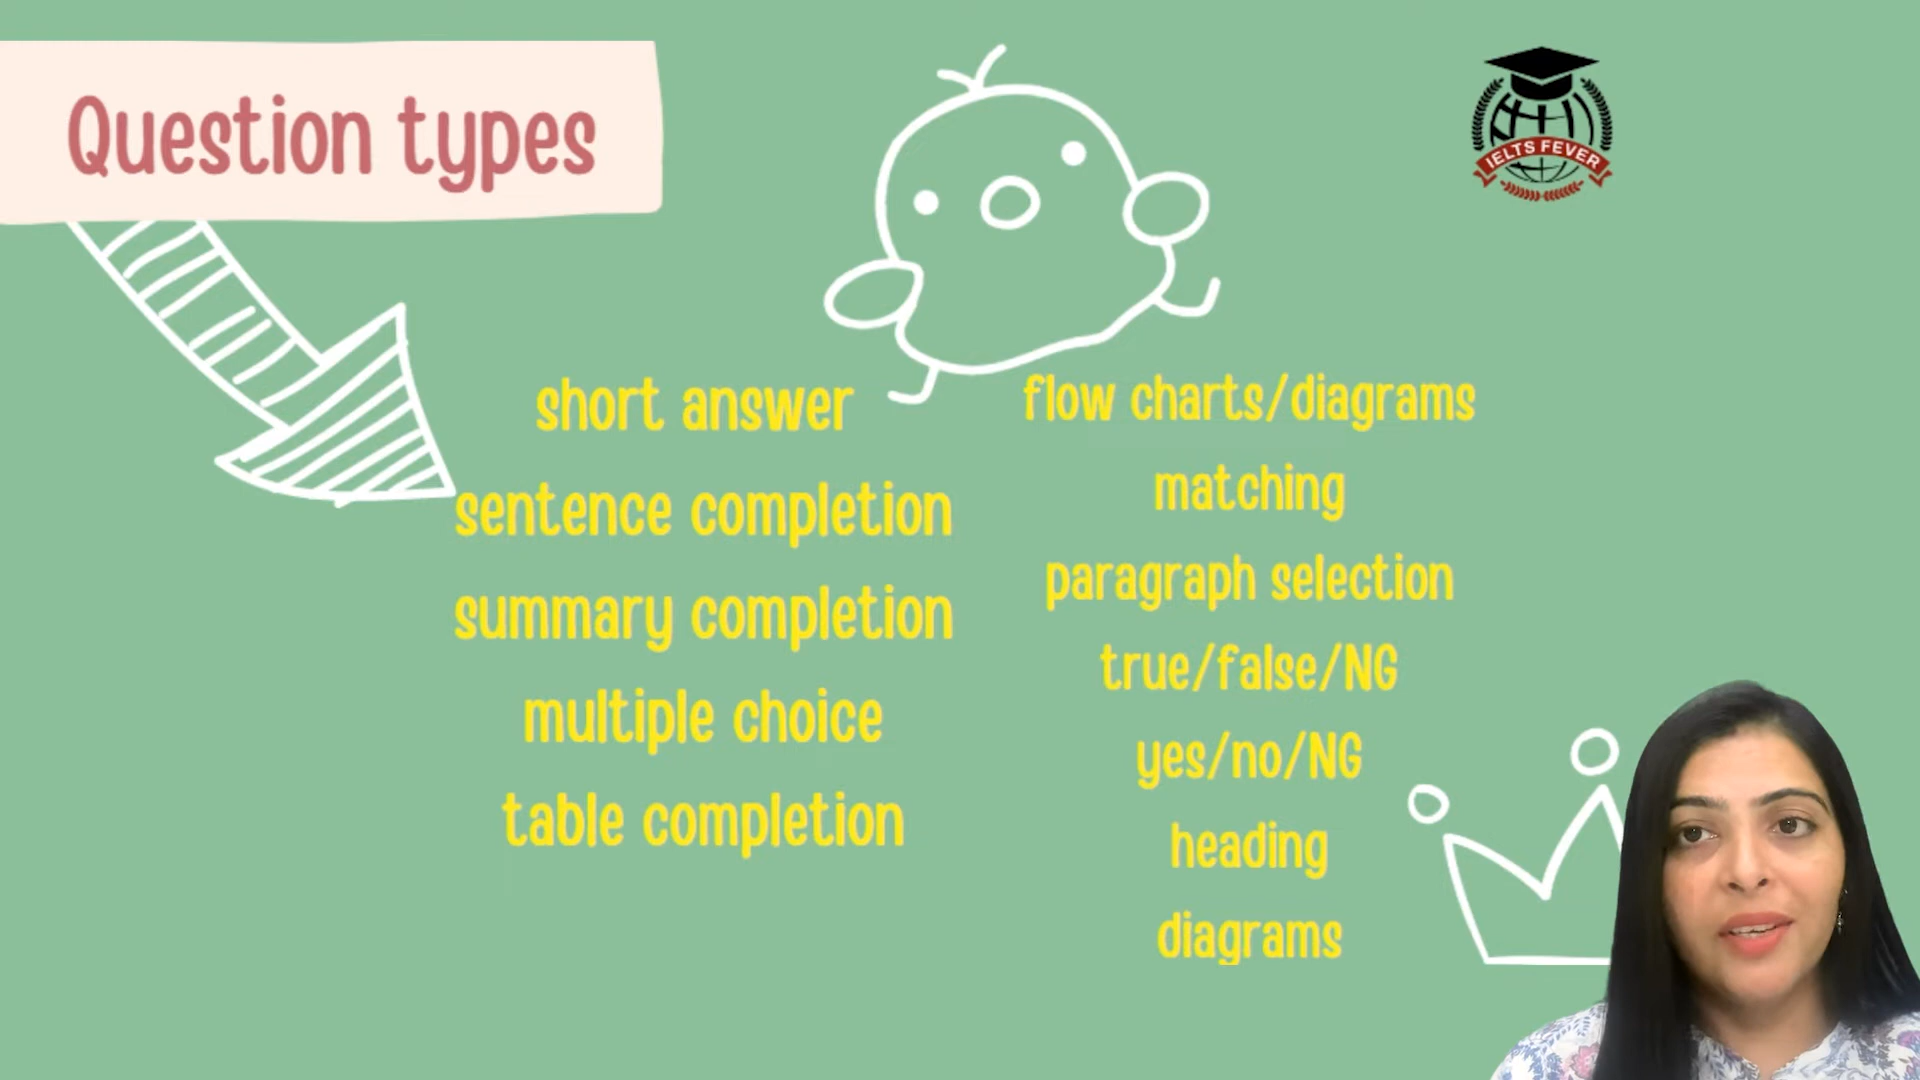 Question types
IELTS FEVER
short answer
sentence completion
summary completion
multiple choice
table completion
flow charts/diagrams
matching
paragraph selection
true/false/NG
yes/no/NG
heading
diagrams